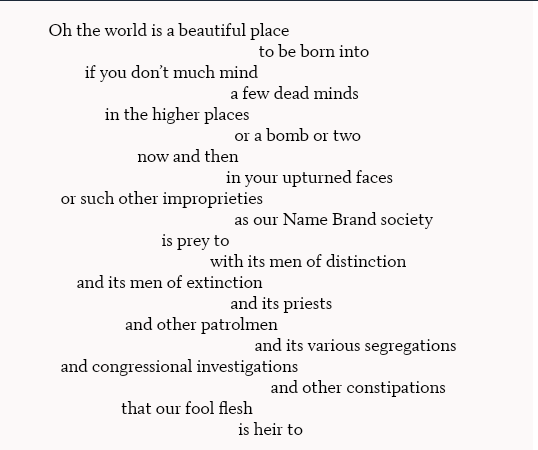 Oh the world is a beautiful place
to be born into
if you don’t much mind
a few dead minds
in the higher places
or a bomb or two
now and then
in your upturned faces
or such other improprieties
as our Name Brand society
is prey to
with its men of distinction
and its men of extinction
and its priests
and other patrolmen
and its various segregations
and congressional investigations
and other constipations
that our fool flesh
is heir to